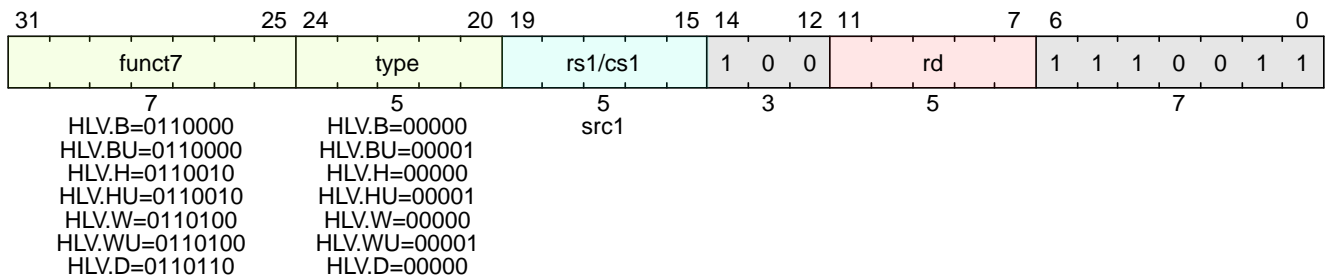 31 25 24 20 19 15 14 12 11 7 6 0
funct7 type rs1/cs1 1 0 0 rd 1 1 1 0 0 1 1
7 5 5 3 5 7
HLV.B=0110000 HLV.B=00000 src1
HLV.BU=0110000 HLV.BU=00001
HLV.H=0110010 HLV.H=00000
HLV.HU=0110010 HLV.HU=00001
HLV.W=0110100 HLV.W=00000
HLV.WU=0110100 HLV.WU=00001
HLV.D=0110110 HLV.D=00000